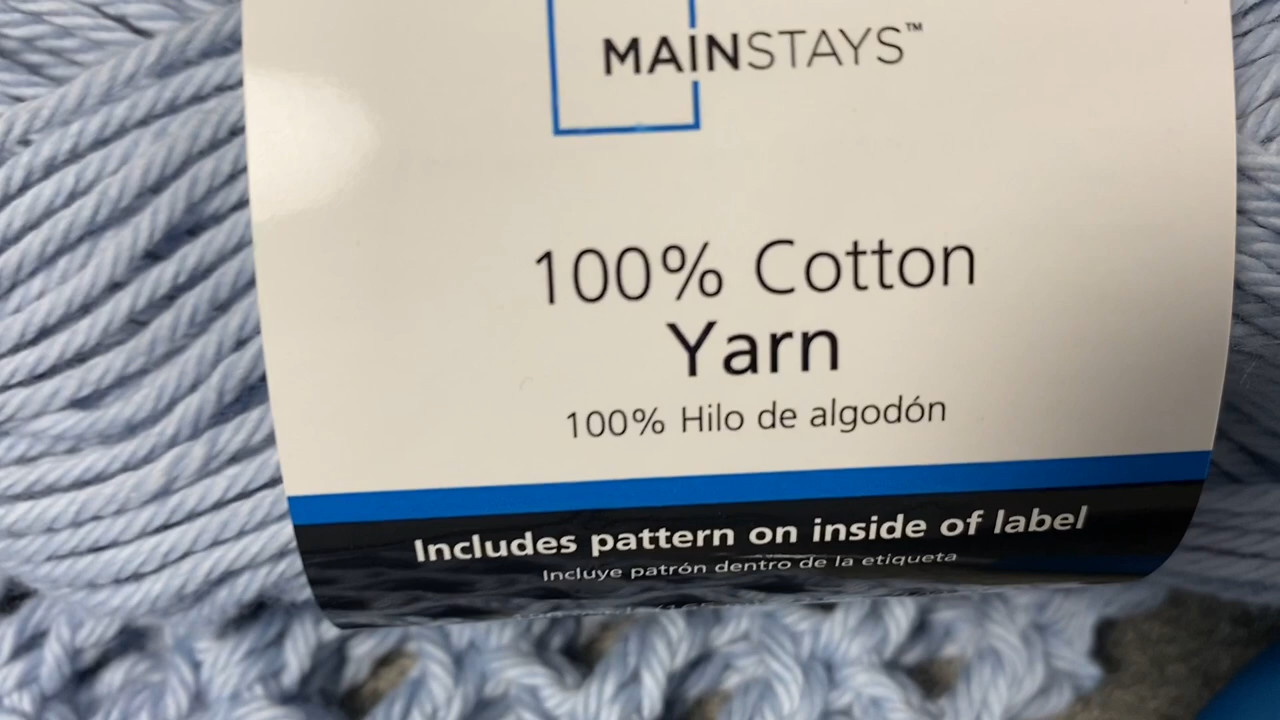 MAINSTAYS™
100% Cotton
Yarn
100% Hilo de algodón
Includes pattern on inside of label
Incluye patrón dentro de la etiqueta